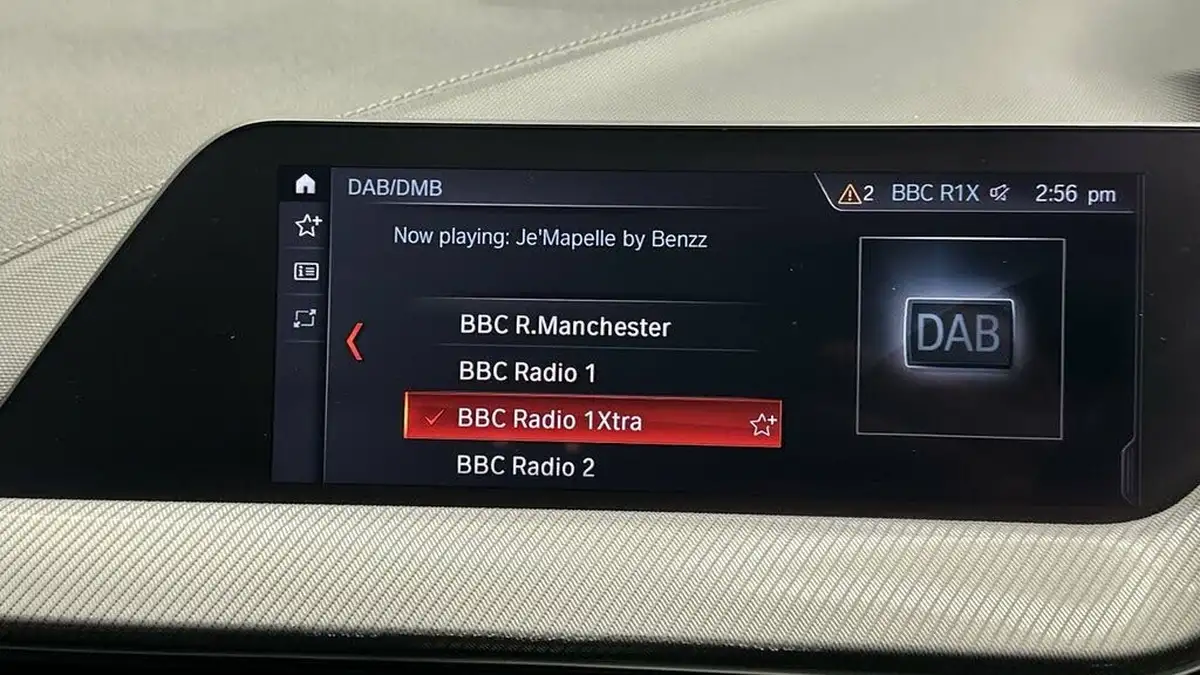 DAB/DMB
2 BBC R1X 2:56 pm
Now playing: Je'Mapelle by Benzz
BBC R.Manchester
BBC Radio 1
BBC Radio 1Xtra
BBC Radio 2
DAB